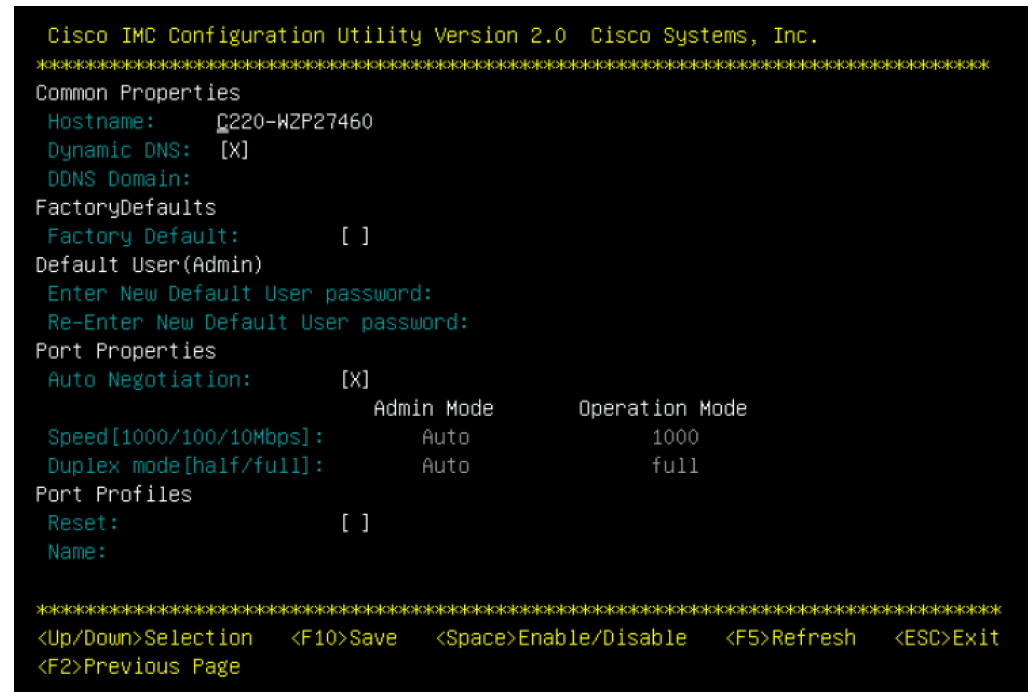 Cisco IMC Configuration Utility Version 2.0  Cisco Systems, Inc.
*******************************************************************************
Common Properties
Hostname:     C220-WZP27460
Dynamic DNS:  [X]
DDNS Domain:
FactoryDefaults
Factory Default:        [ ]
Default User(Admin)
Enter New Default User password:
Re-Enter New Default User password:
Port Properties
Auto Negotiation:       [X]
Admin Mode       Operation Mode
Speed[1000/100/10Mbps]:        Auto               1000
Duplex mode[half/full]:        Auto               full
Port Profiles
Reset:                  [ ]
Name:
********************************************************************************
<Up/Down>Selection   <F10>Save   <Space>Enable/Disable   <F5>Refresh   <ESC>Exit
<F2>Previous Page